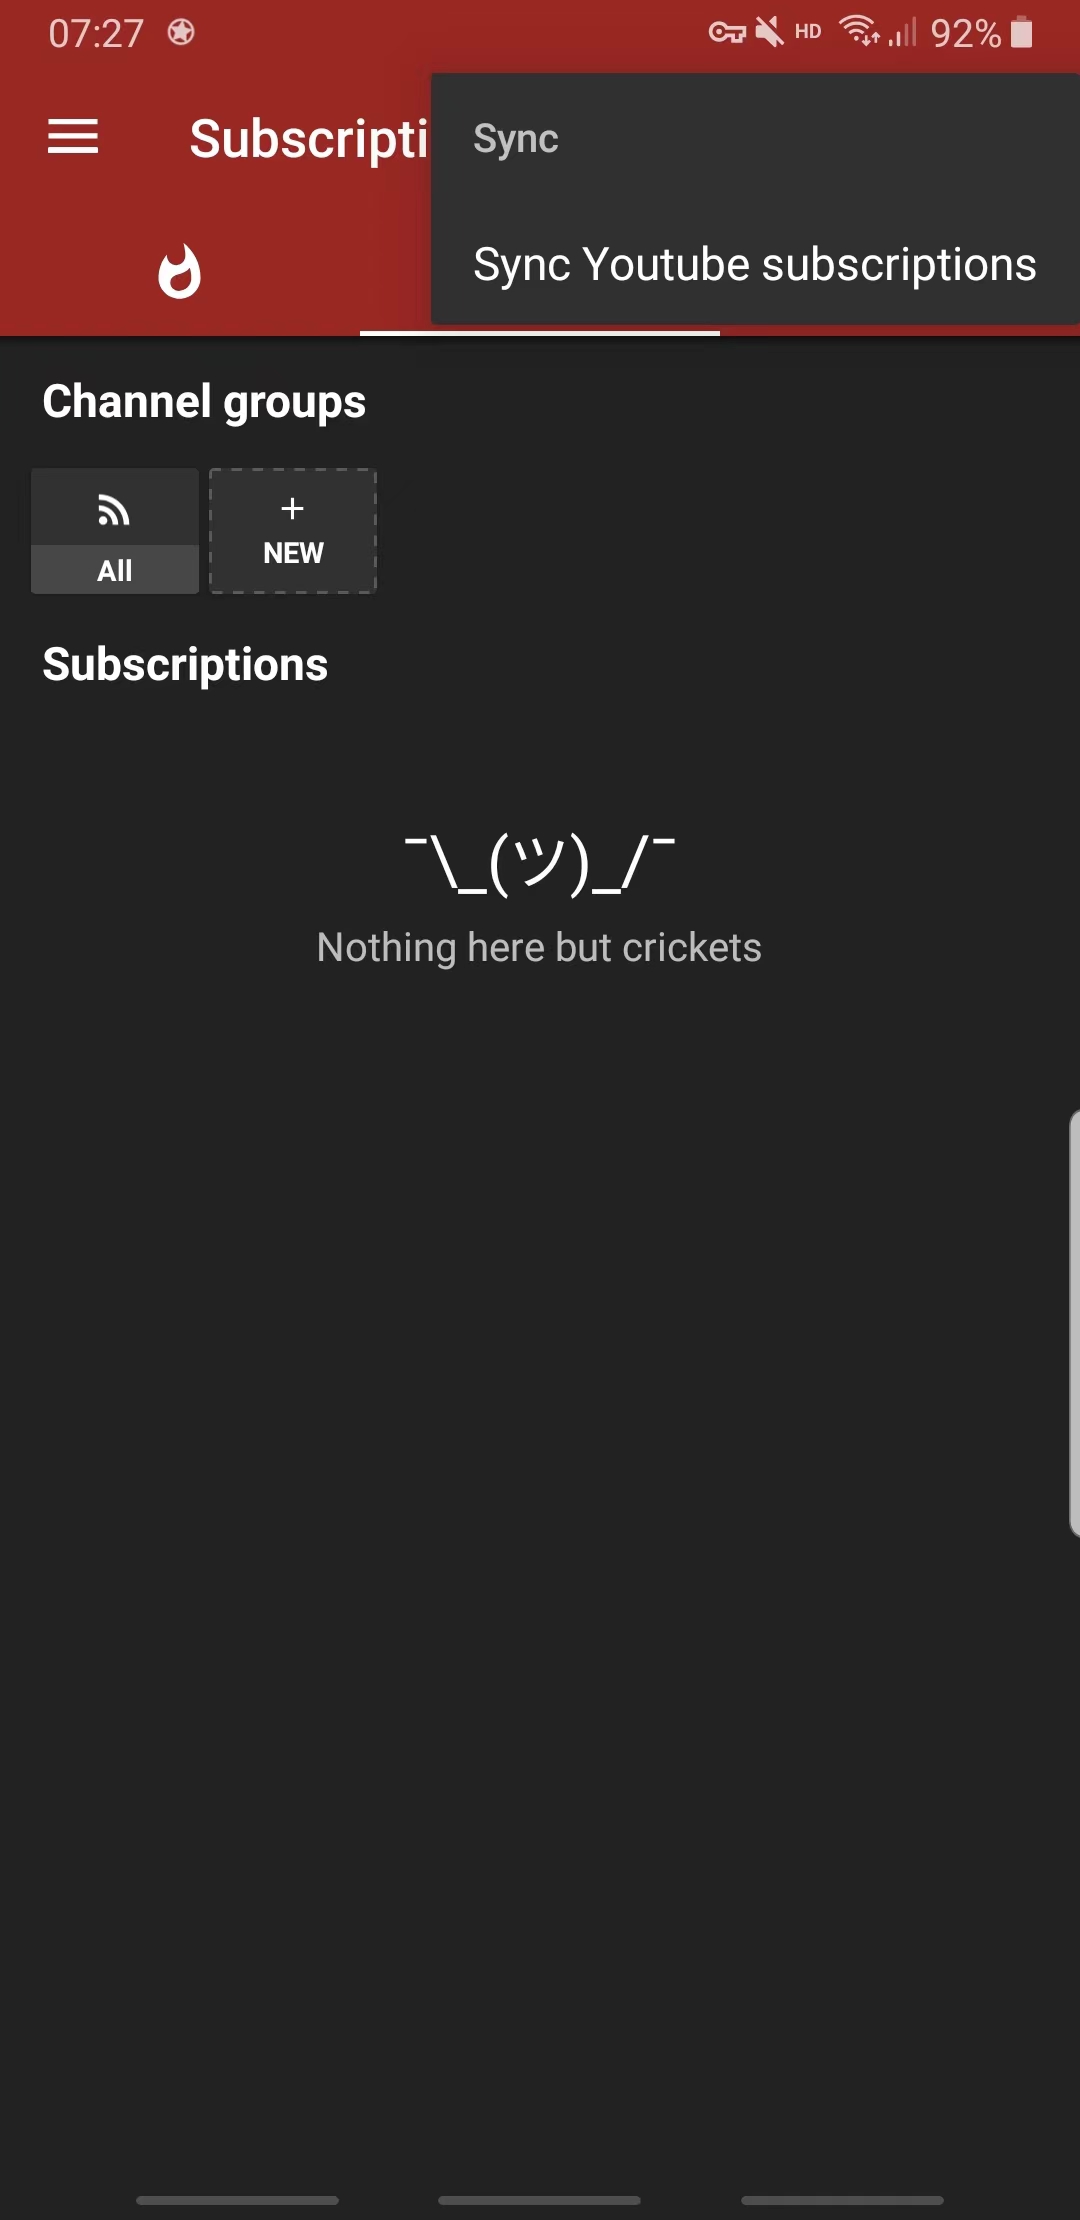 07:27 HD 92%
Subscripti
Sync
Sync Youtube subscriptions
Channel groups
All
+
NEW
Subscriptions
¯\_(ツ)_/¯
Nothing here but crickets